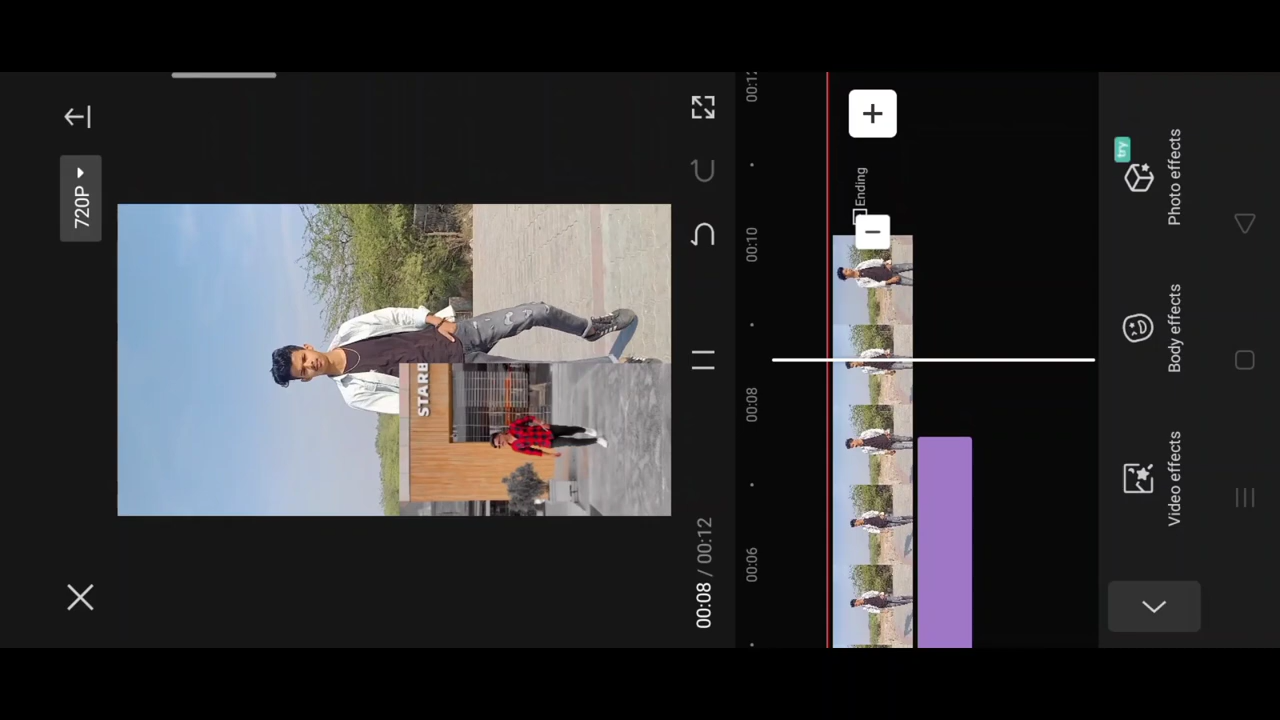 720P
STARB
00:08 / 00:12
00:06
00:08
00:10
00:12
Ending
Video effects
Body effects
Photo effects
try